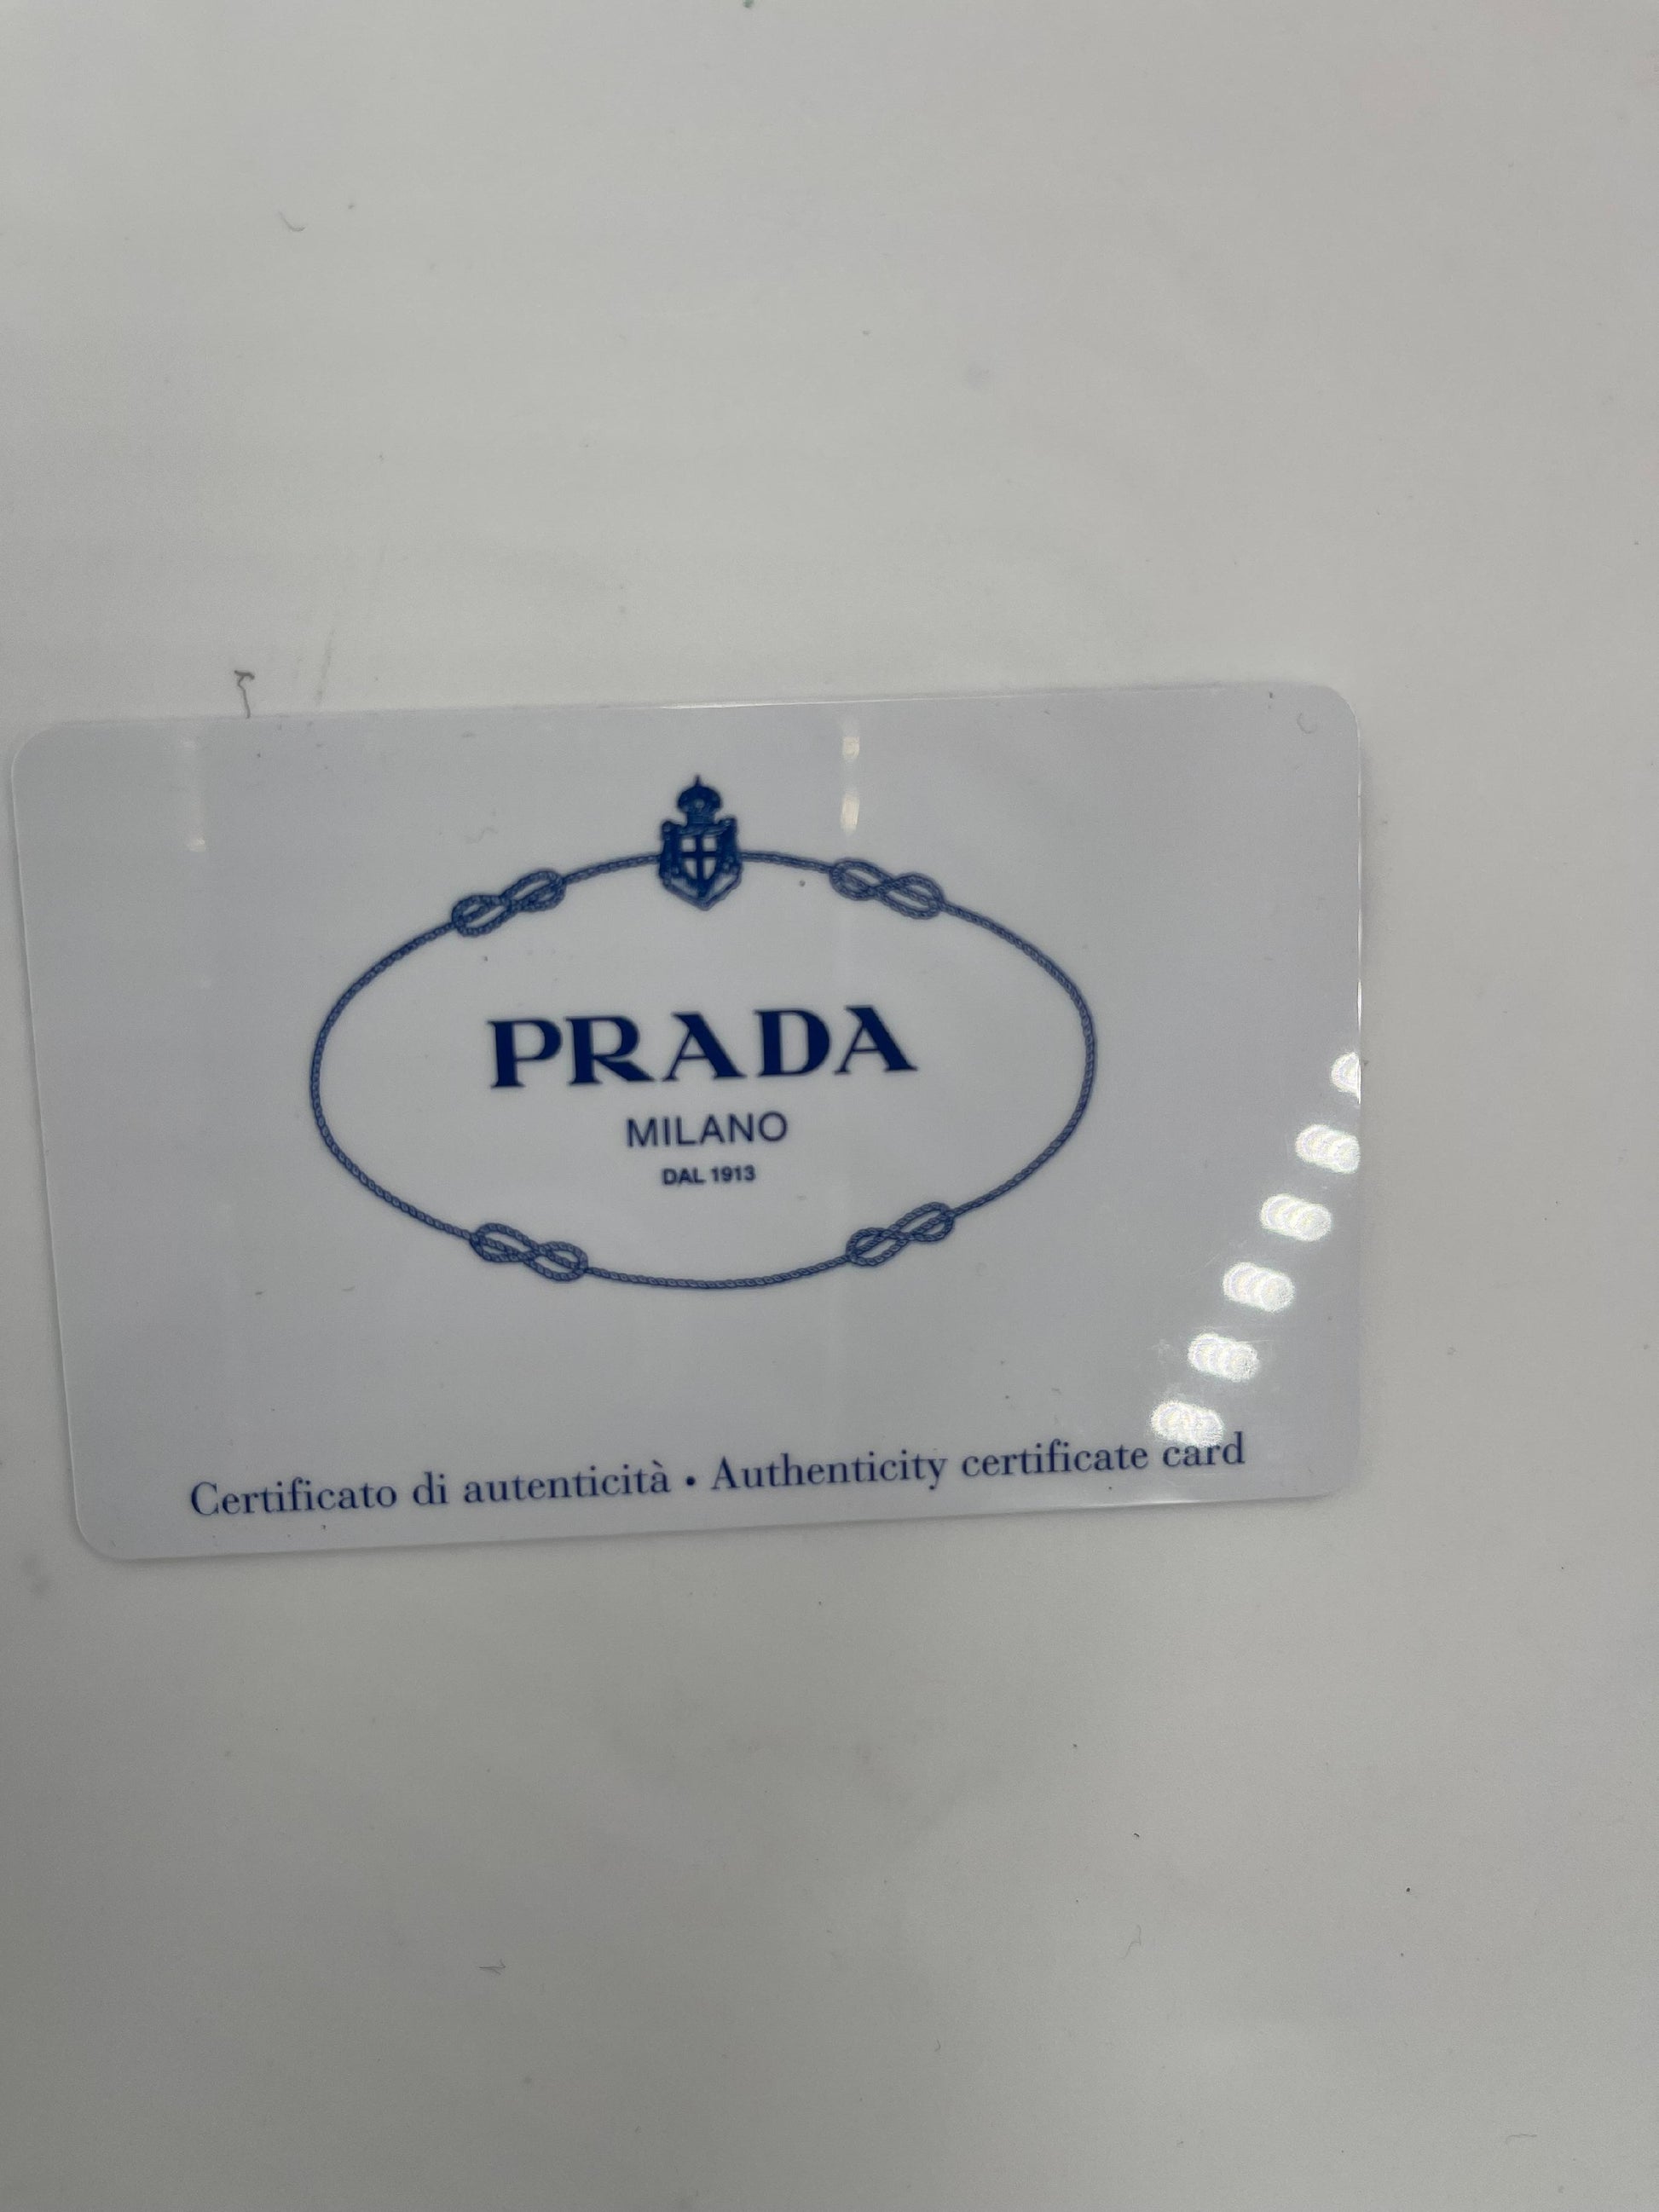 PRADA
MILANO
DAL 1913
Certificato di autenticità • Authenticity certificate card